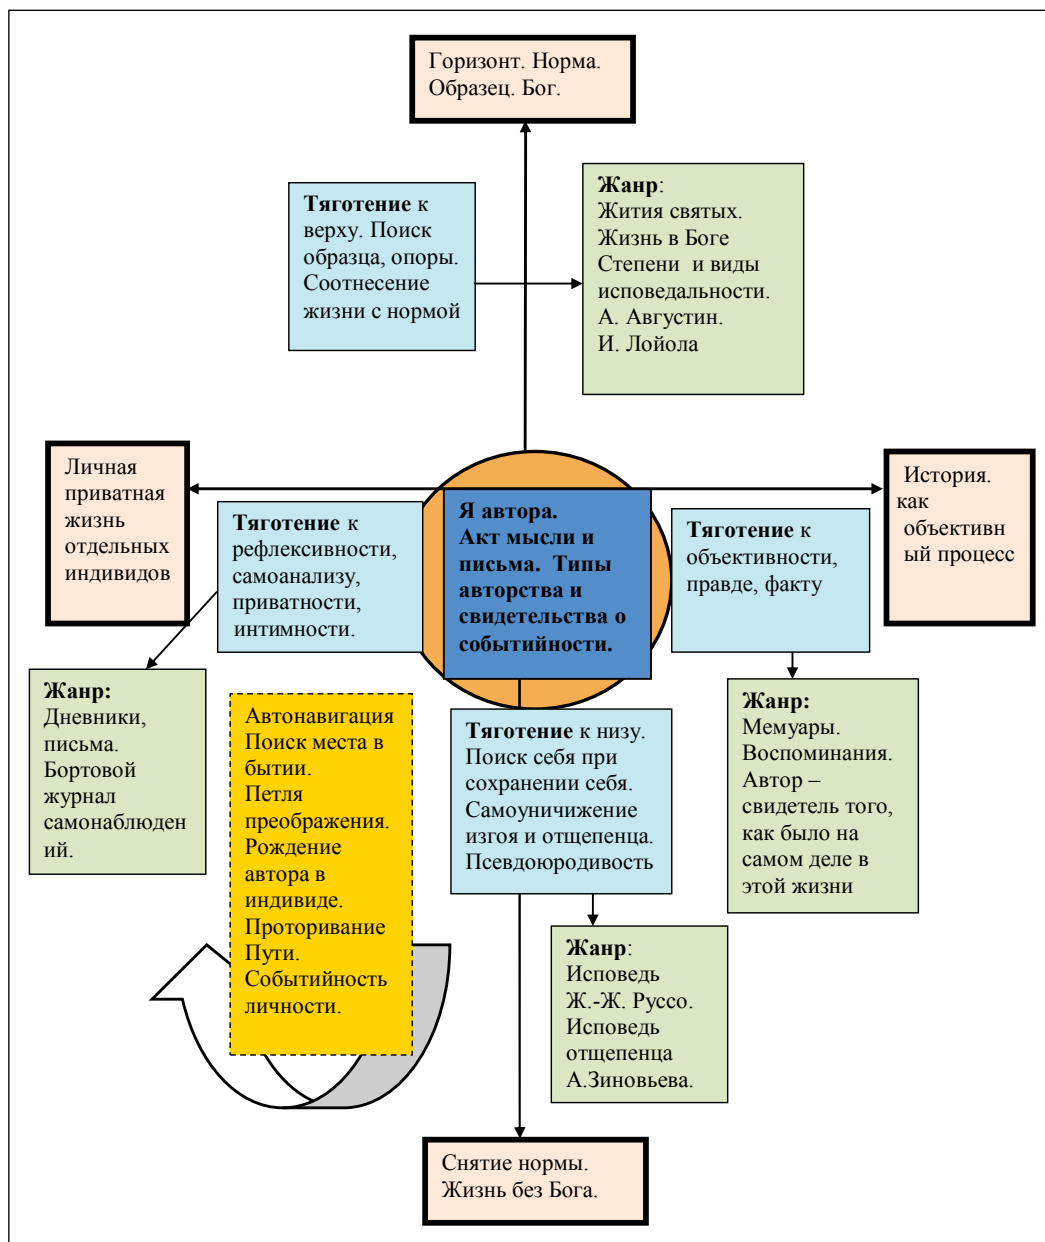 Горизонт. Норма.
Образец. Бог.
Тяготение к
верху. Поиск
образца, опоры.
Соотнесение
жизни с нормой
Жанр:
Жития святых.
Жизнь в Боге
Степени и виды
исповедальности.
А. Августин.
И. Лойола
Личная
приватная
жизнь
отдельных
индивидов
Тяготение к
рефлексивности,
самоанализу,
приватности,
интимности.
Я автора.
Акт мысли и
письма. Типы
авторства и
свидетельства о
событийности.
Тяготение к
объективности,
правде, факту
История.
как
объективн
ый процесс
Жанр:
Дневники,
письма.
Бортовой
журнал
самонаблюден
ий.
Автонавигация
Поиск места в
бытии.
Петля
преображения.
Рождение
автора в
индивиде.
Проторивание
Пути.
Событийность
личности.
Тяготение к низу.
Поиск себя при
сохранении себя.
Самоуничижение
изгоя и отщепенца.
Псевдоюродивость
Жанр:
Мемуары.
Воспоминания.
Автор –
свидетель того,
как было на
самом деле в
этой жизни
Жанр:
Исповедь
Ж.-Ж. Руссо.
Исповедь
отщепенца
А.Зиновьева.
Снятие нормы.
Жизнь без Бога.